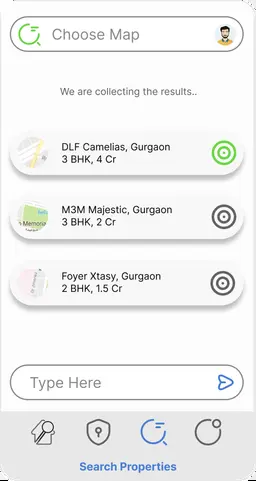 Choose Map
We are collecting the results..
DLF Camelias, Gurgaon
3 BHK, 4 Cr
Memoria
M3M Majestic, Gurgaon
3 BHK, 2 Cr
Foyer Xtasy, Gurgaon
2 BHK, 1.5 Cr
Type Here
Search Properties